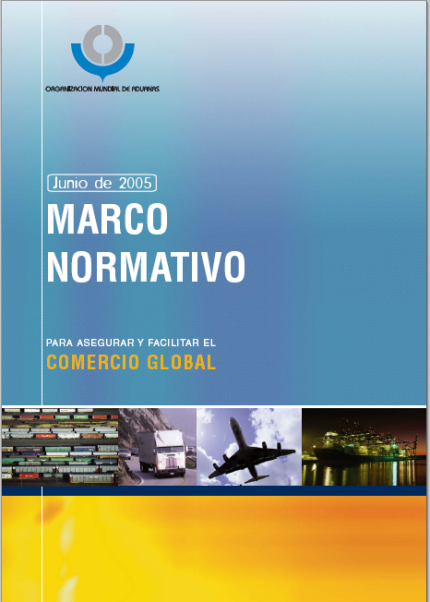 ORGANIZACION MUNDIAL DE ADUANAS
Junio de 2005
MARCO
NORMATIVO
PARA ASEGURAR Y FACILITAR EL
COMERCIO GLOBAL